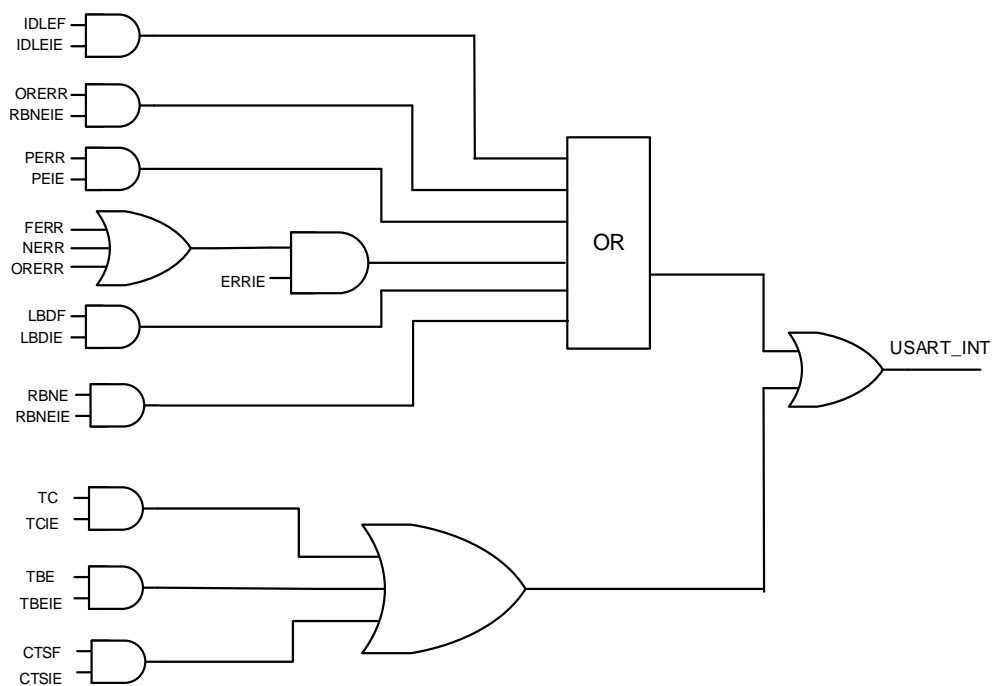 IDLEF
IDLEIE
ORERR
RBNEIE
PERR
PEIE
FERR
NERR
ORERR
ERRIE
LBDF
LBDIE
RBNE
RBNEIE
OR
USART_INT
TC
TCIE
TBE
TBEIE
CTSF
CTSIE